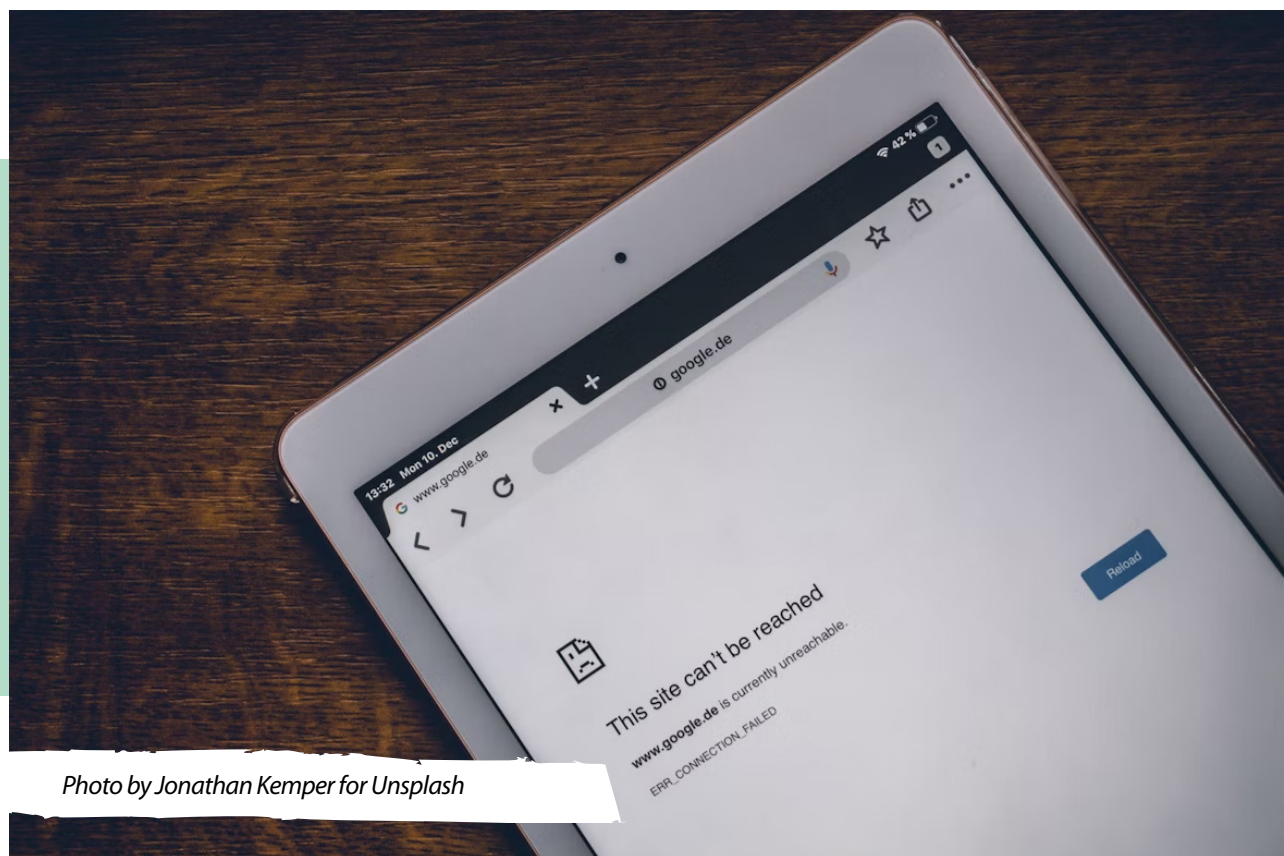 13:32 Mon 10. Dec
42 %
1
G www.google.de
google.de
This site can't be reached
www.google.de is currently unreachable.
ERR_CONNECTION_FAILED
Reload
Photo by Jonathan Kemper for Unsplash